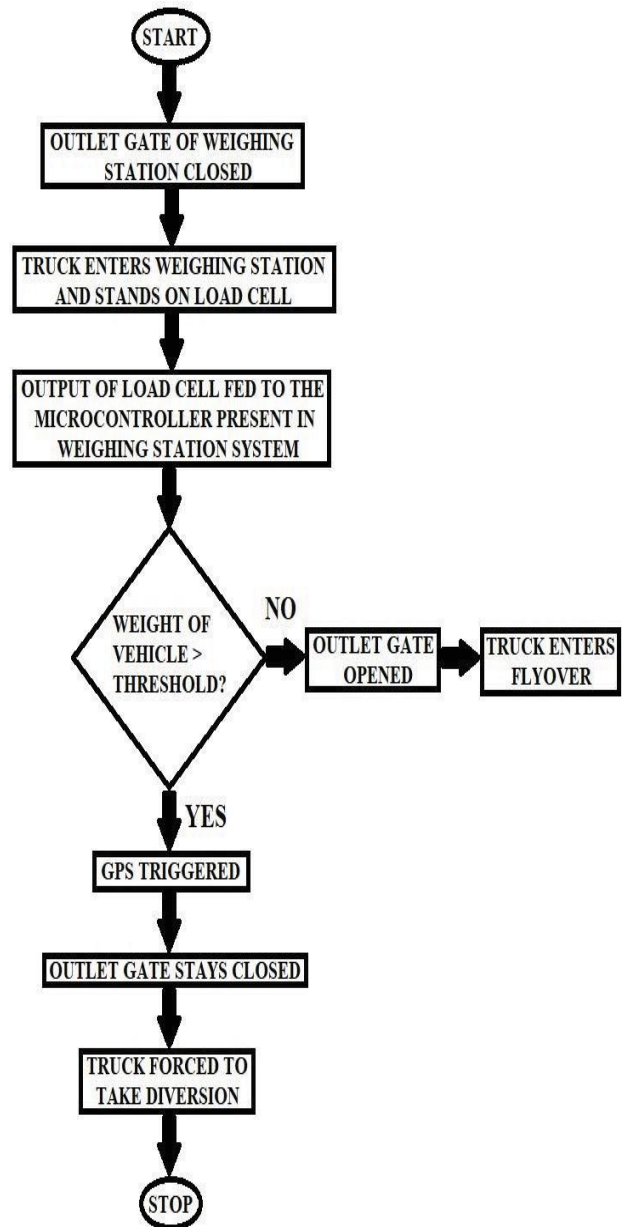 START
OUTLET GATE OF WEIGHING
STATION CLOSED
TRUCK ENTERS WEIGHING STATION
AND STANDS ON LOAD CELL
OUTPUT OF LOAD CELL FED TO THE
MICROCONTROLLER PRESENT IN
WEIGHING STATION SYSTEM
WEIGHT OF
VEHICLE >
THRESHOLD?
NO
OUTLET GATE
OPENED
TRUCK ENTERS
FLYOVER
YES
GPS TRIGGERED
OUTLET GATE STAYS CLOSED
TRUCK FORCED TO
TAKE DIVERSION
STOP